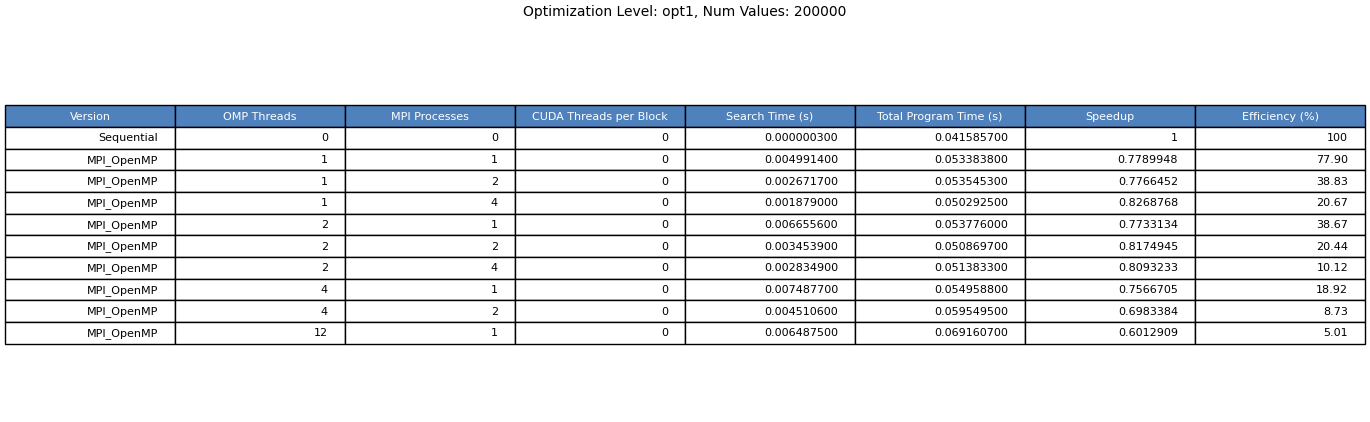 Optimization Level: opt1, Num Values: 200000
Version OMP Threads MPI Processes CUDA Threads per Block Search Time (s) Total Program Time (s) Speedup Efficiency (%)
Sequential 0 0 0 0.000000300 0.041585700 1 100
MPI_OpenMP 1 1 0 0.004991400 0.053383800 0.7789948 77.90
MPI_OpenMP 1 2 0 0.002671700 0.053545300 0.7766452 38.83
MPI_OpenMP 1 4 0 0.001879000 0.050292500 0.8268768 20.67
MPI_OpenMP 2 1 0 0.006655600 0.053776000 0.7733134 38.67
MPI_OpenMP 2 2 0 0.003453900 0.050869700 0.8174945 20.44
MPI_OpenMP 2 4 0 0.002834900 0.051383300 0.8093233 10.12
MPI_OpenMP 4 1 0 0.007487700 0.054958800 0.7566705 18.92
MPI_OpenMP 4 2 0 0.004510600 0.059549500 0.6983384 8.73
MPI_OpenMP 12 1 0 0.006487500 0.069160700 0.6012909 5.01